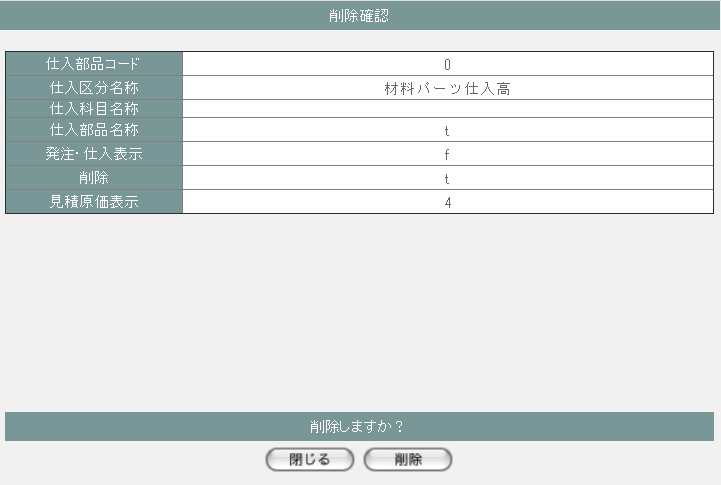 削除確認
仕入部品コード 0
仕入区分名称 材料パーツ仕入高
仕入科目名称
仕入部品名称 t
発注・仕入表示 f
削除 t
見積原価表示 4
削除しますか？
閉じる 削除